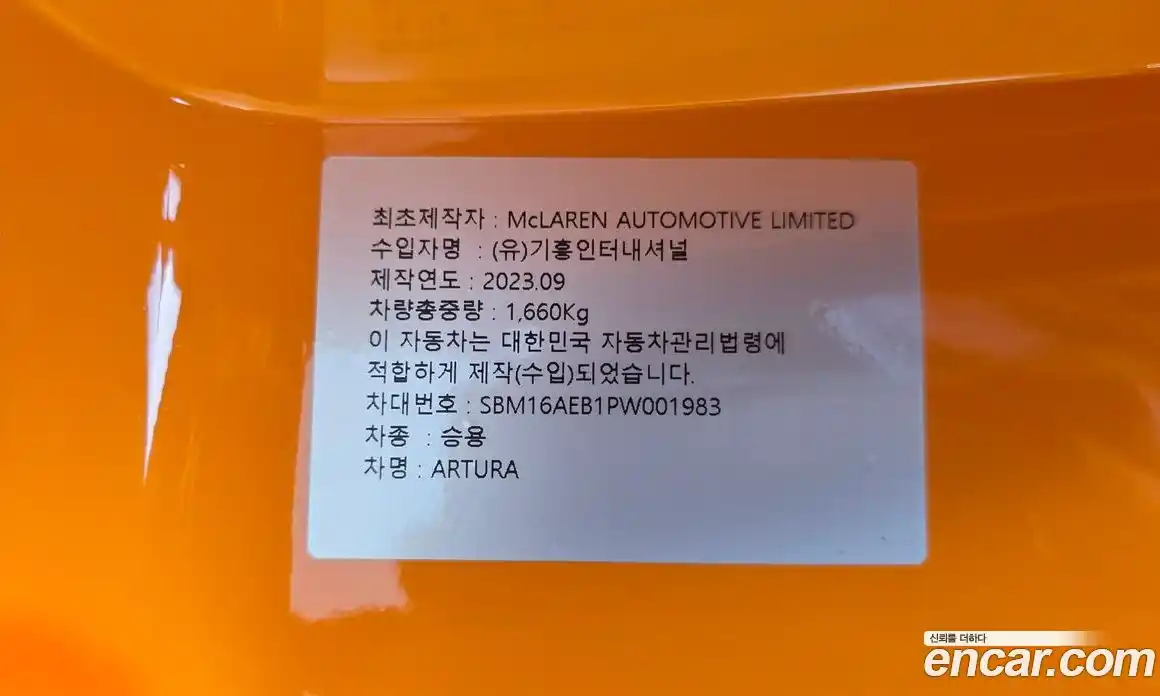 최초제작자 : McLAREN AUTOMOTIVE LIMITED
수입자명 : (유)기흥인터내셔널
제작연도 : 2023.09
차량총중량 : 1,660Kg
이 자동차는 대한민국 자동차관리법령에
적합하게 제작(수입)되었습니다.
차대번호 : SBM16AEB1PW001983
차종 : 승용
차명 : ARTURA
신뢰를 더하다
encar.com